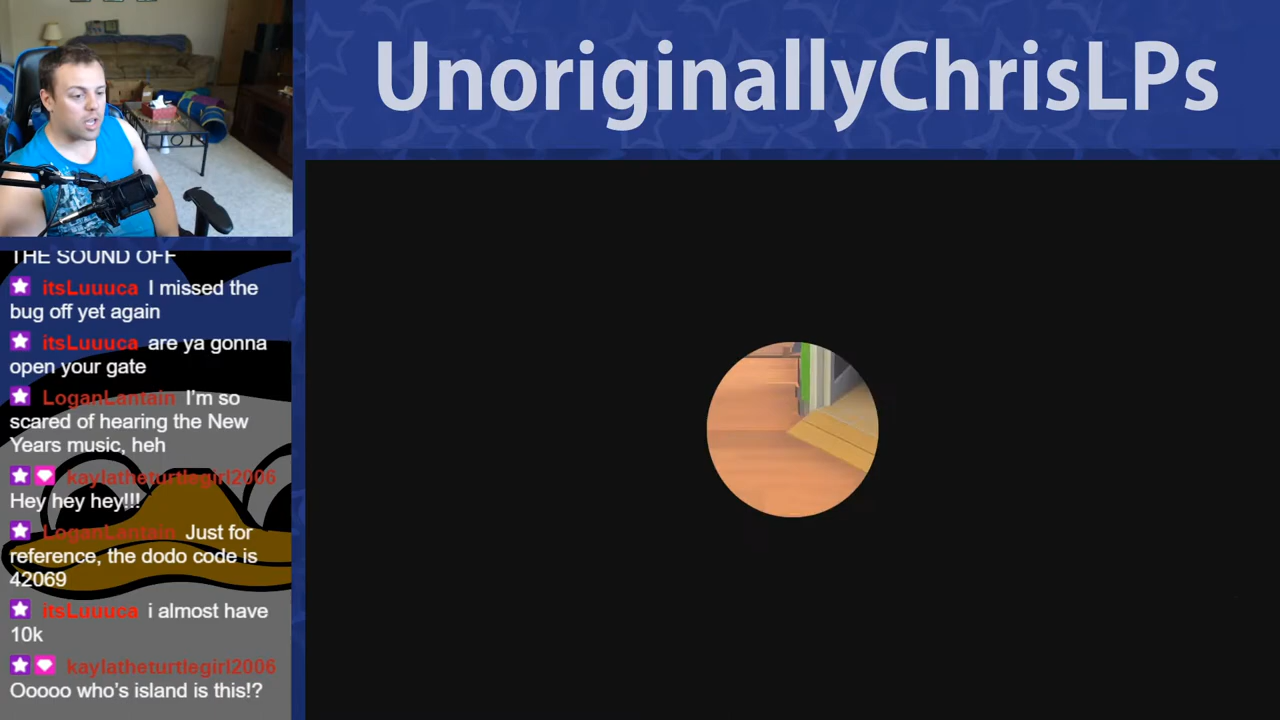 UnoriginallyChrisLPs
THE SOUND OFF
itsLuuuca I missed the
bug off yet again
itsLuuuca are ya gonna
open your gate
LoganLantain I'm so
scared of hearing the New
Years music, heh
kaylatheturtlegirl2006
Hey hey hey!!!
LoganLantain Just for
reference, the dodo code is
42069
itsLuuuca i almost have
10k
kaylatheturtlegirl2006
Ooooo who's island is this!?